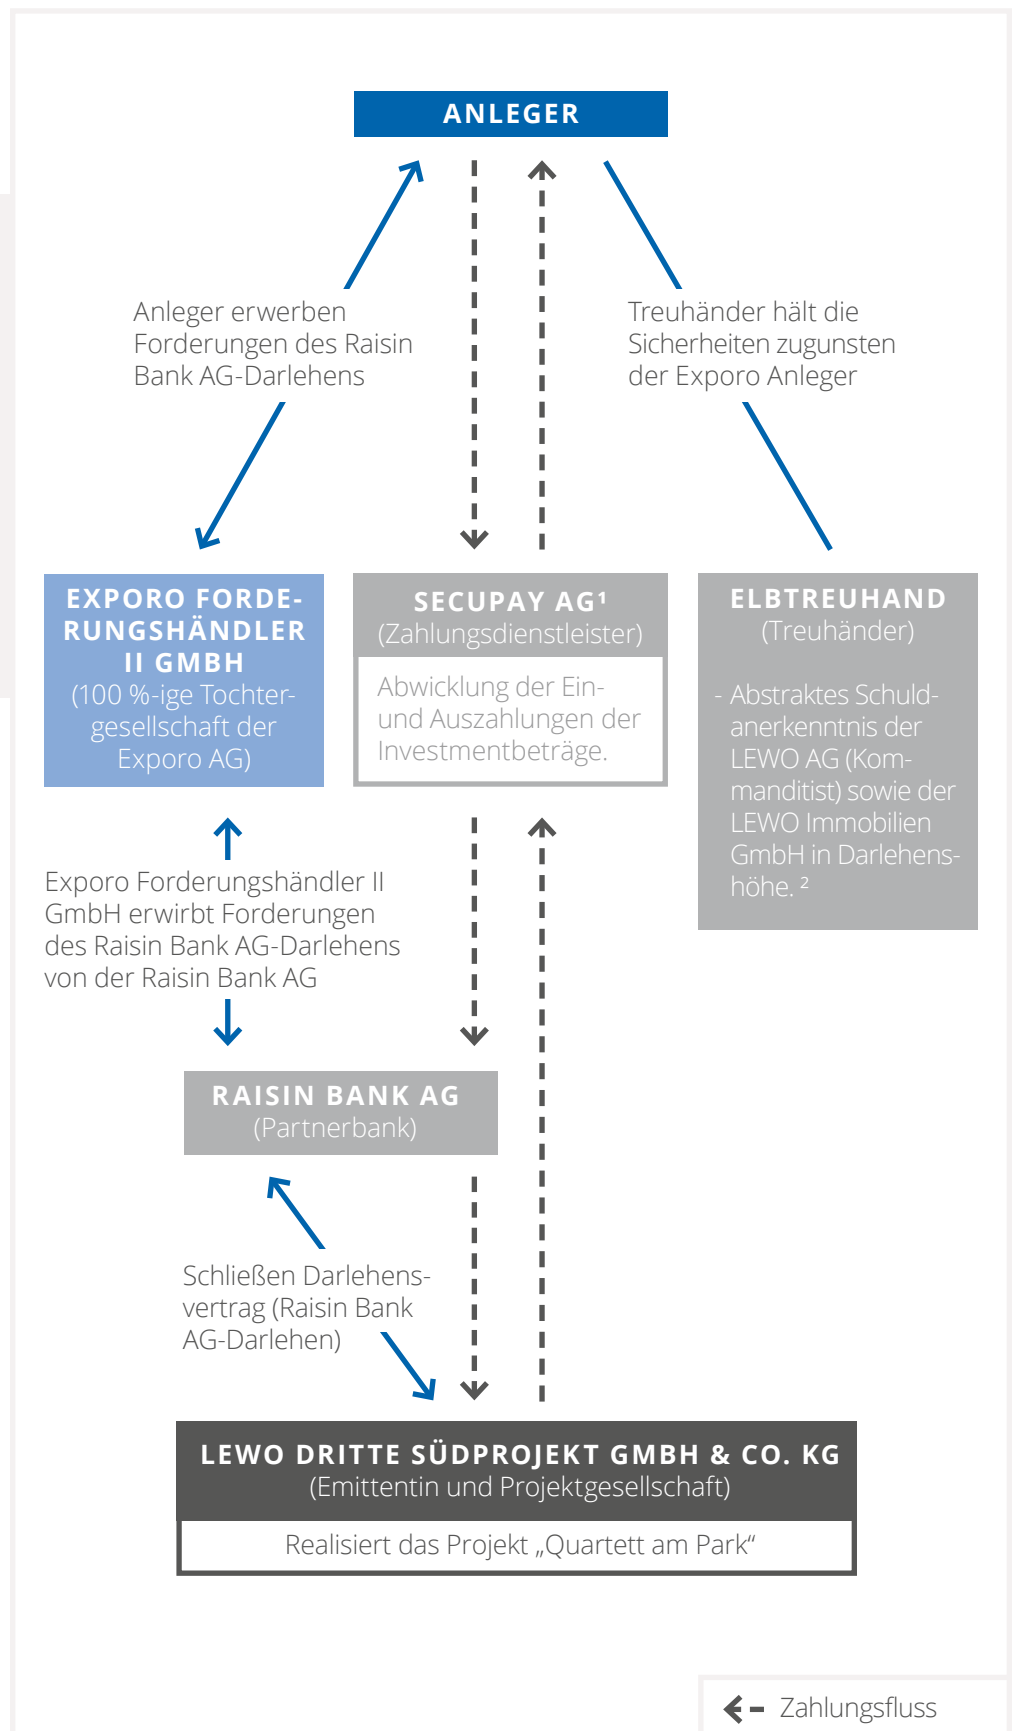 ANLEGER
Anleger erwerben
Forderungen des Raisin
Bank AG-Darlehens
Treuhänder hält die
Sicherheiten zugunsten
der Exporo Anleger
EXPORO FORDE-
RUNGSHÄNDLER
II GMBH
(100 %-ige Tochter-
gesellschaft der
Exporo AG)
SECUPAY AG¹
(Zahlungsdienstleister)
Abwicklung der Ein-
und Auszahlungen der
Investmentbeträge.
ELBTREUHAND
(Treuhänder)
- Abstraktes Schuld-
anerkenntnis der
LEWO AG (Kom-
manditist) sowie der
LEWO Immobilien
GmbH in Darlehens-
höhe. ²
Exporo Forderungshändler II
GmbH erwirbt Forderungen
des Raisin Bank AG-Darlehens
von der Raisin Bank AG
RAISIN BANK AG
(Partnerbank)
Schließen Darlehens-
vertrag (Raisin Bank
AG-Darlehen)
LEWO DRITTE SÜDPROJEKT GMBH & CO. KG
(Emittentin und Projektgesellschaft)
Realisiert das Projekt „Quartett am Park“
Zahlungsfluss